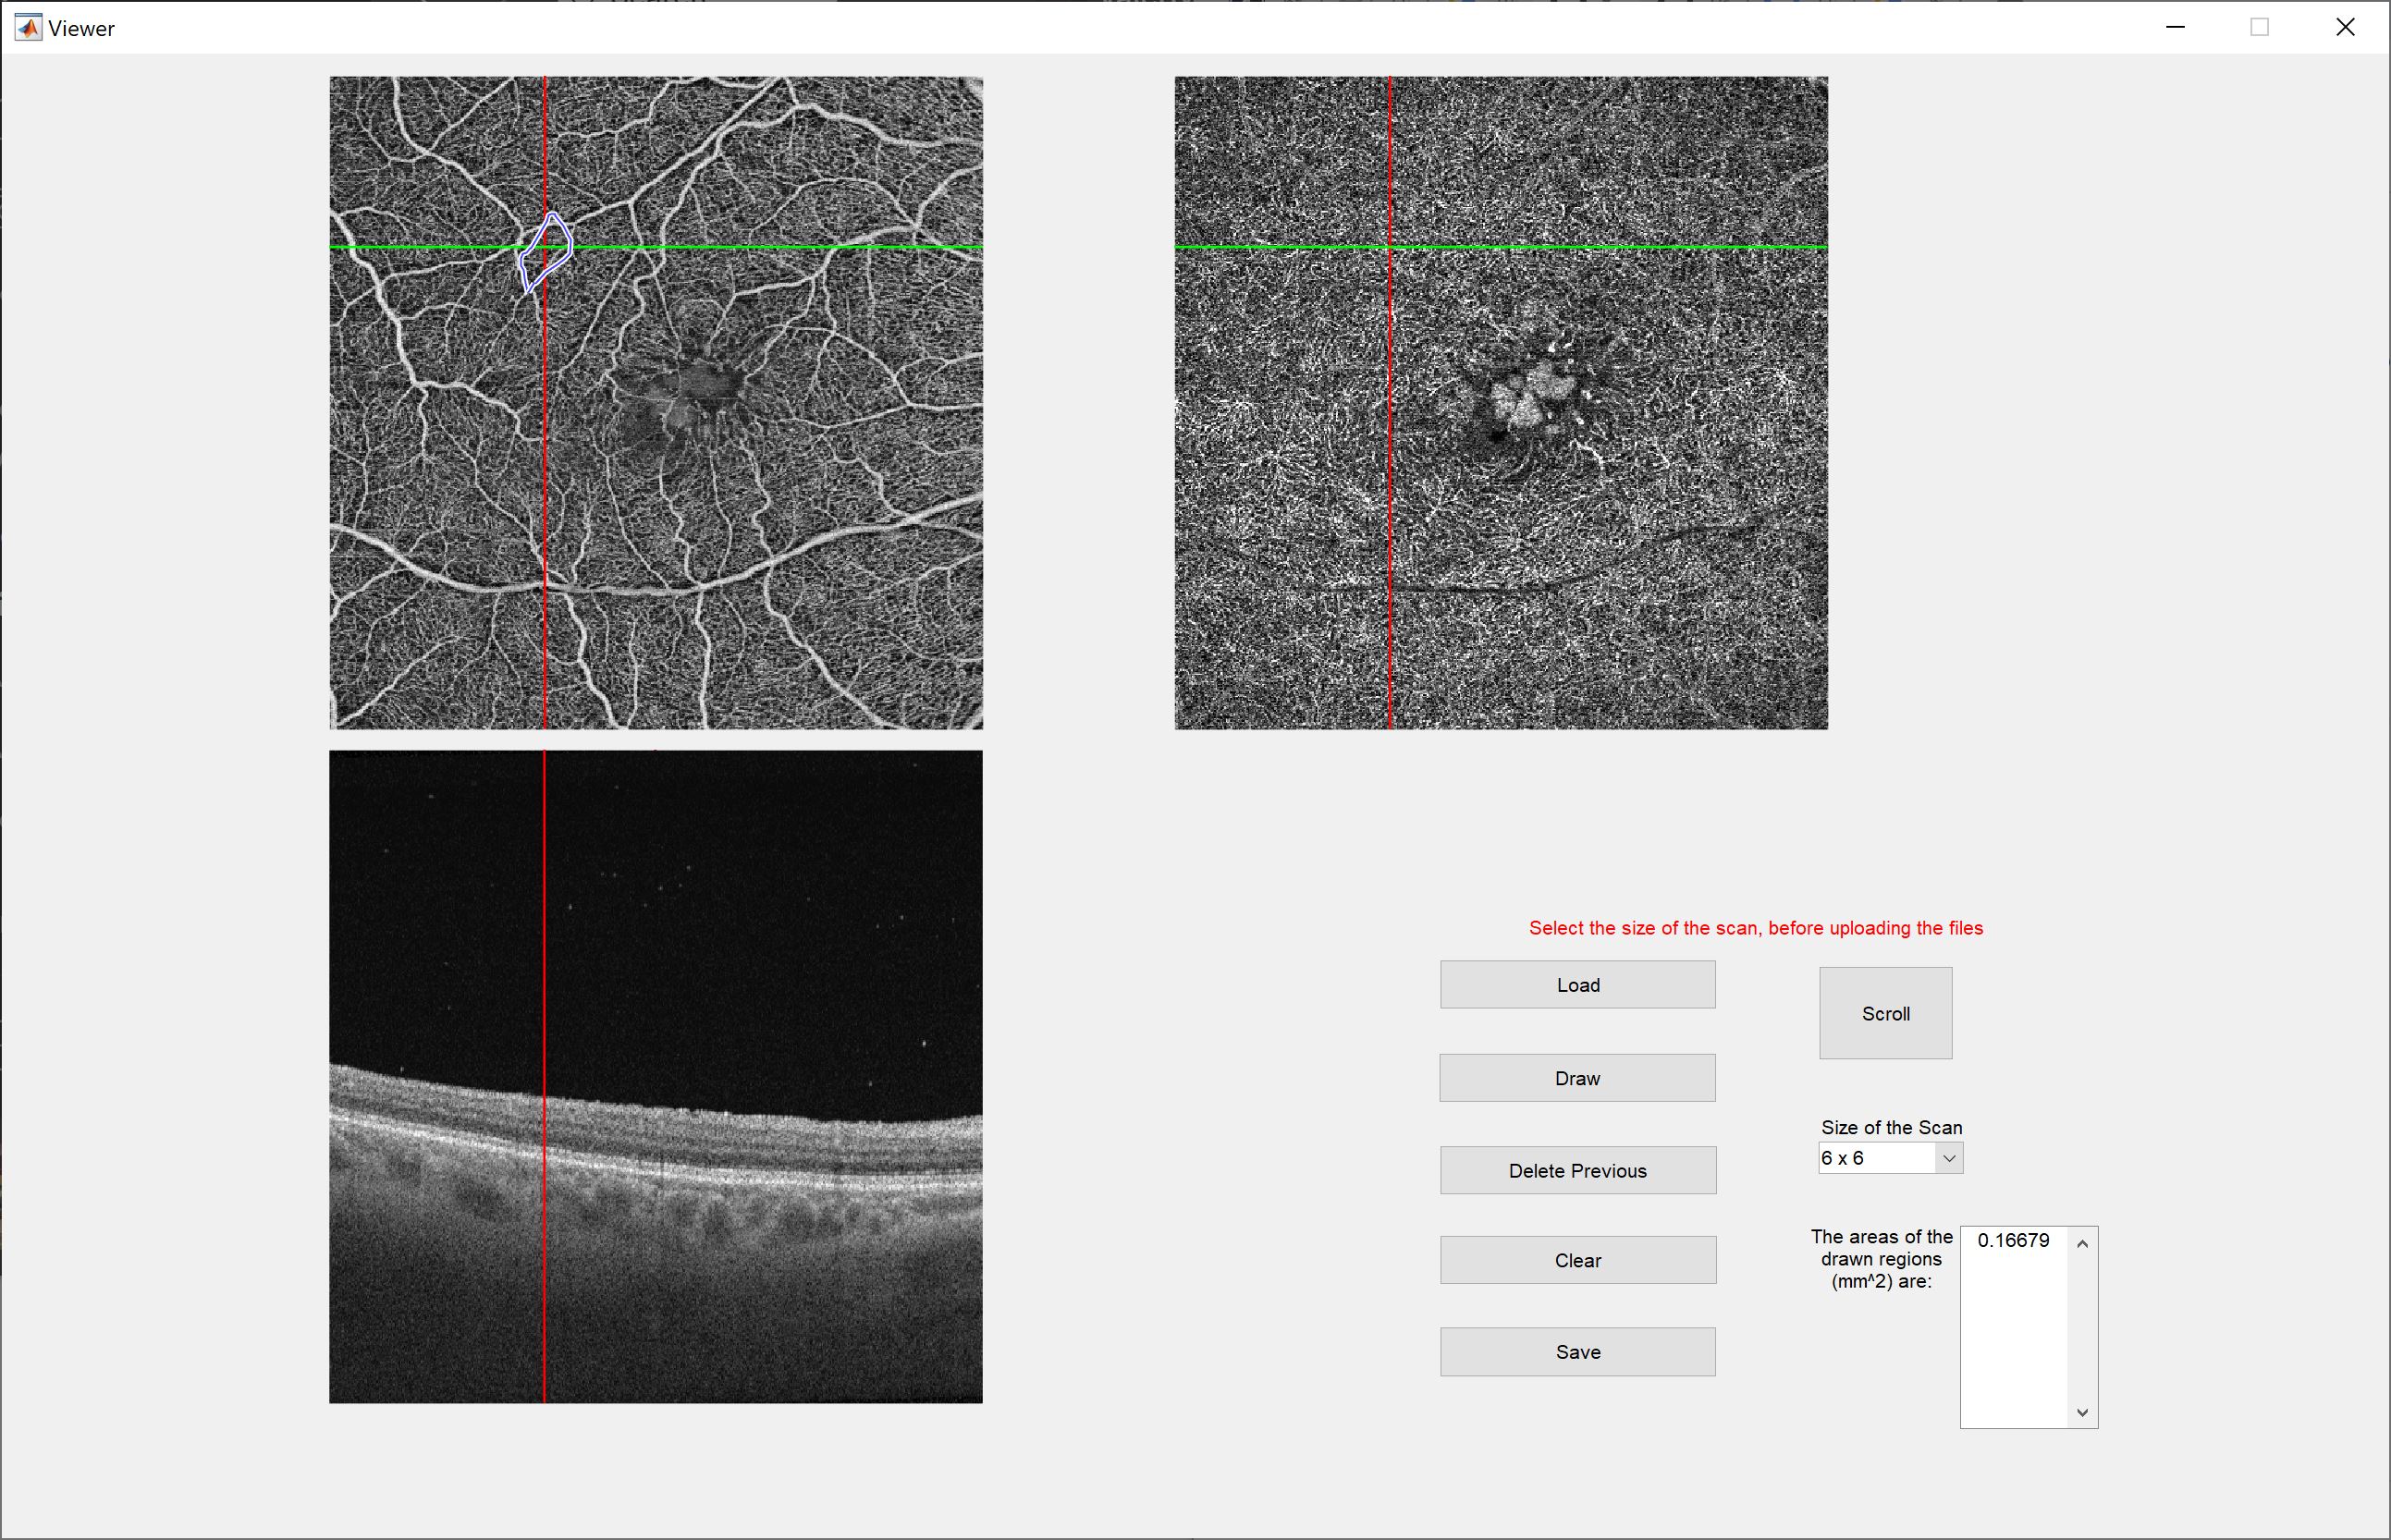 Viewer
Select the size of the scan, before uploading the files
Load
Scroll
Draw
Size of the Scan
6 x 6
Delete Previous
The areas of the
drawn regions
(mm^2) are:
0.16679
Clear
Save